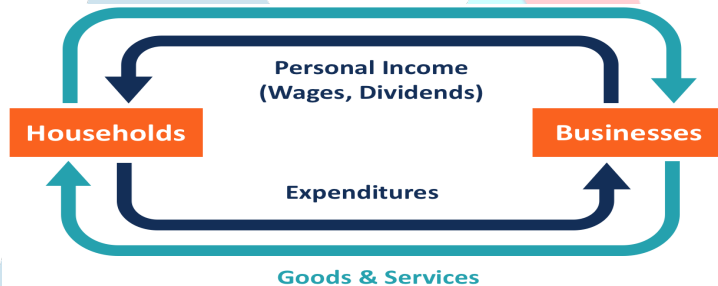 Personal Income
(Wages, Dividends)
Households
Businesses
Expenditures
Goods & Services